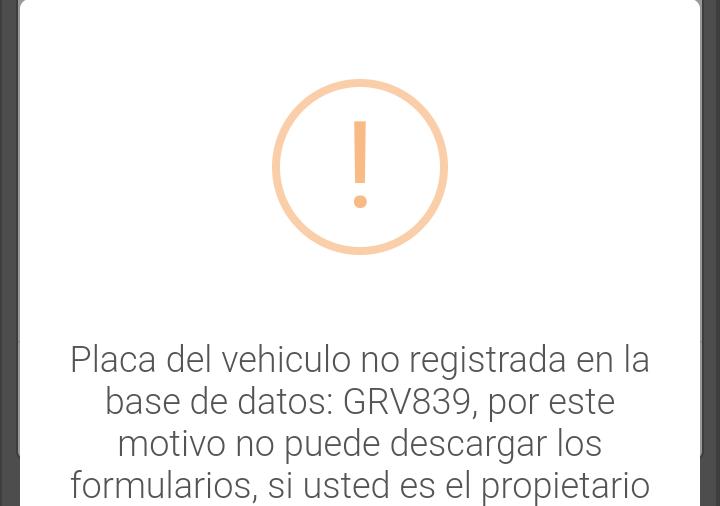 !
Placa del vehiculo no registrada en la
base de datos: GRV839, por este
motivo no puede descargar los
formularios, si usted es el propietario